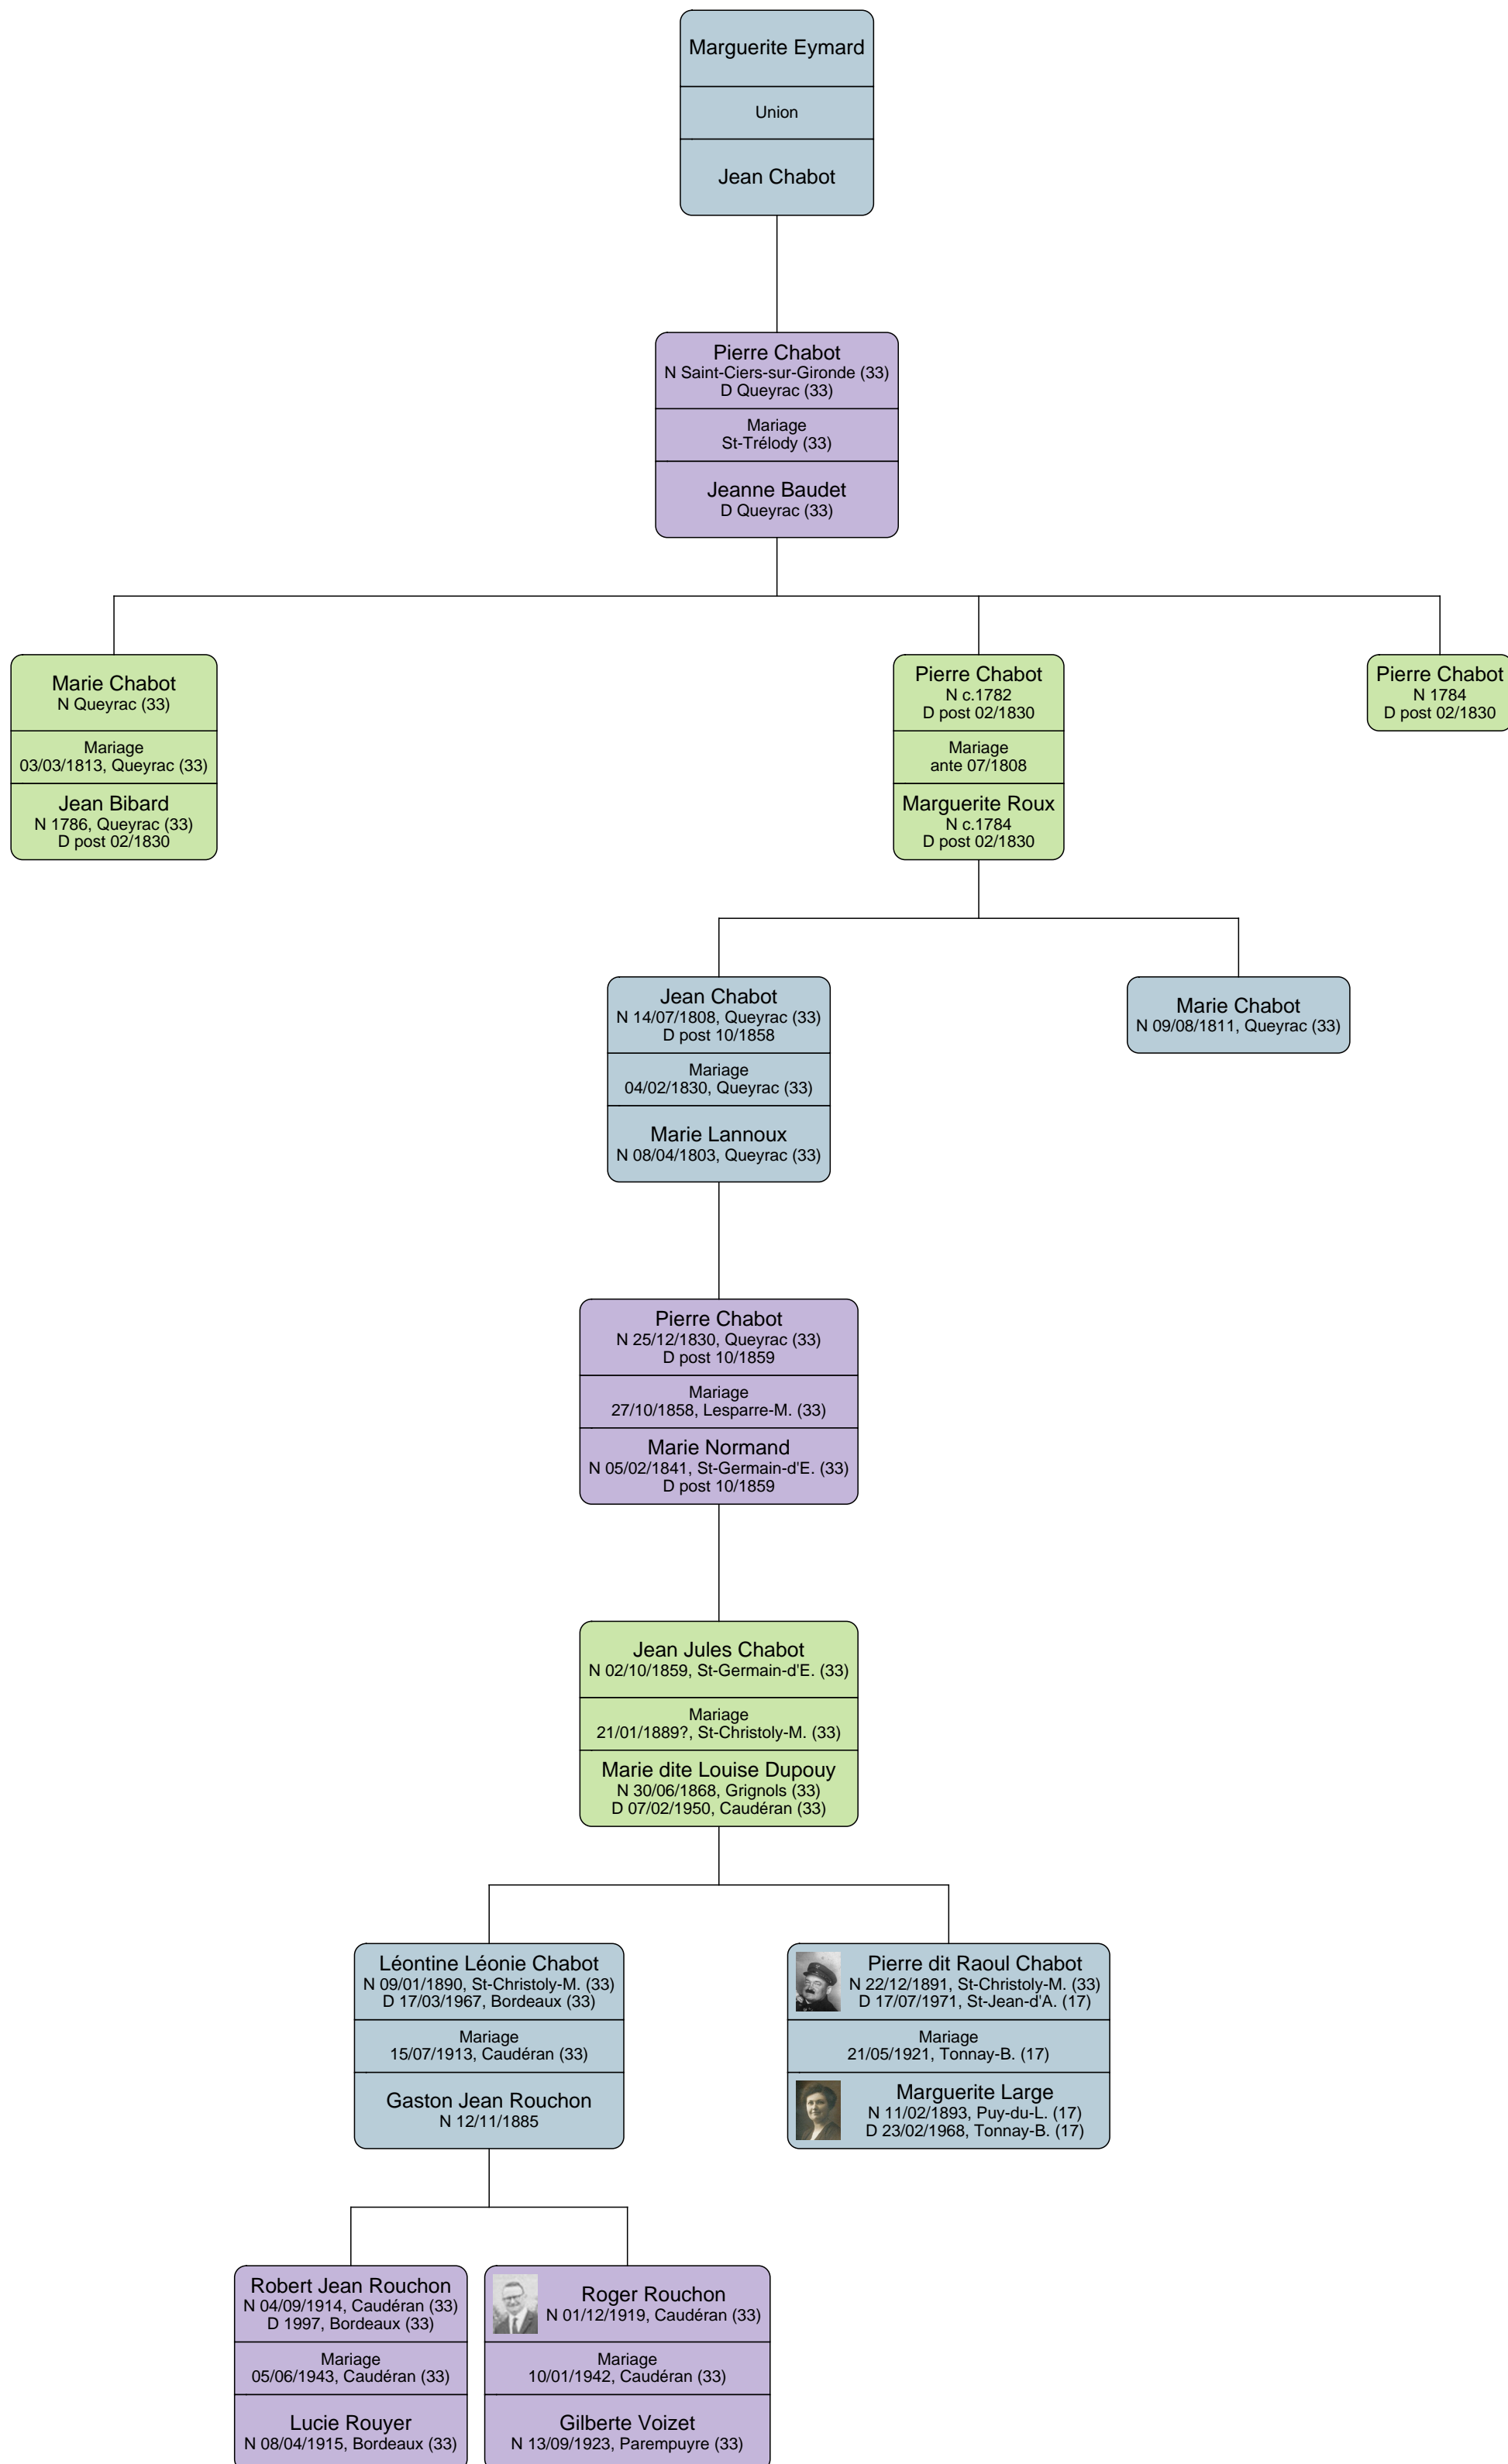 Marguerite Eymard
Union
Jean Chabot
Pierre Chabot
N Saint-Ciers-sur-Gironde (33)
D Queyrac (33)
Mariage
St-Trélody (33)
Jeanne Baudet
D Queyrac (33)
Marie Chabot
N Queyrac (33)
Mariage
03/03/1813, Queyrac (33)
Jean Bibard
N 1786, Queyrac (33)
D post 02/1830
Pierre Chabot
N c.1782
D post 02/1830
Mariage
ante 07/1808
Marguerite Roux
N c.1784
D post 02/1830
Pierre Chabot
N 1784
D post 02/1830
Jean Chabot
N 14/07/1808, Queyrac (33)
D post 10/1858
Mariage
04/02/1830, Queyrac (33)
Marie Lannoux
N 08/04/1803, Queyrac (33)
Marie Chabot
N 09/08/1811, Queyrac (33)
Pierre Chabot
N 25/12/1830, Queyrac (33)
D post 10/1859
Mariage
27/10/1858, Lesparre-M. (33)
Marie Normand
N 05/02/1841, St-Germain-d'E. (33)
D post 10/1859
Jean Jules Chabot
N 02/10/1859, St-Germain-d'E. (33)
Mariage
21/01/1889?, St-Christoly-M. (33)
Marie dite Louise Dupouy
N 30/06/1868, Grignols (33)
D 07/02/1950, Caudéran (33)
Léontine Léonie Chabot
N 09/01/1890, St-Christoly-M. (33)
D 17/03/1967, Bordeaux (33)
Mariage
15/07/1913, Caudéran (33)
Gaston Jean Rouchon
N 12/11/1885
Pierre dit Raoul Chabot
N 22/12/1891, St-Christoly-M. (33)
D 17/07/1971, St-Jean-d'A. (17)
Mariage
21/05/1921, Tonnay-B. (17)
Marguerite Large
N 11/02/1893, Puy-du-L. (17)
D 23/02/1968, Tonnay-B. (17)
Robert Jean Rouchon
N 04/09/1914, Caudéran (33)
D 1997, Bordeaux (33)
Mariage
05/06/1943, Caudéran (33)
Lucie Rouyer
N 08/04/1915, Bordeaux (33)
Roger Rouchon
N 01/12/1919, Caudéran (33)
Mariage
10/01/1942, Caudéran (33)
Gilberte Voizet
N 13/09/1923, Parempuyre (33)